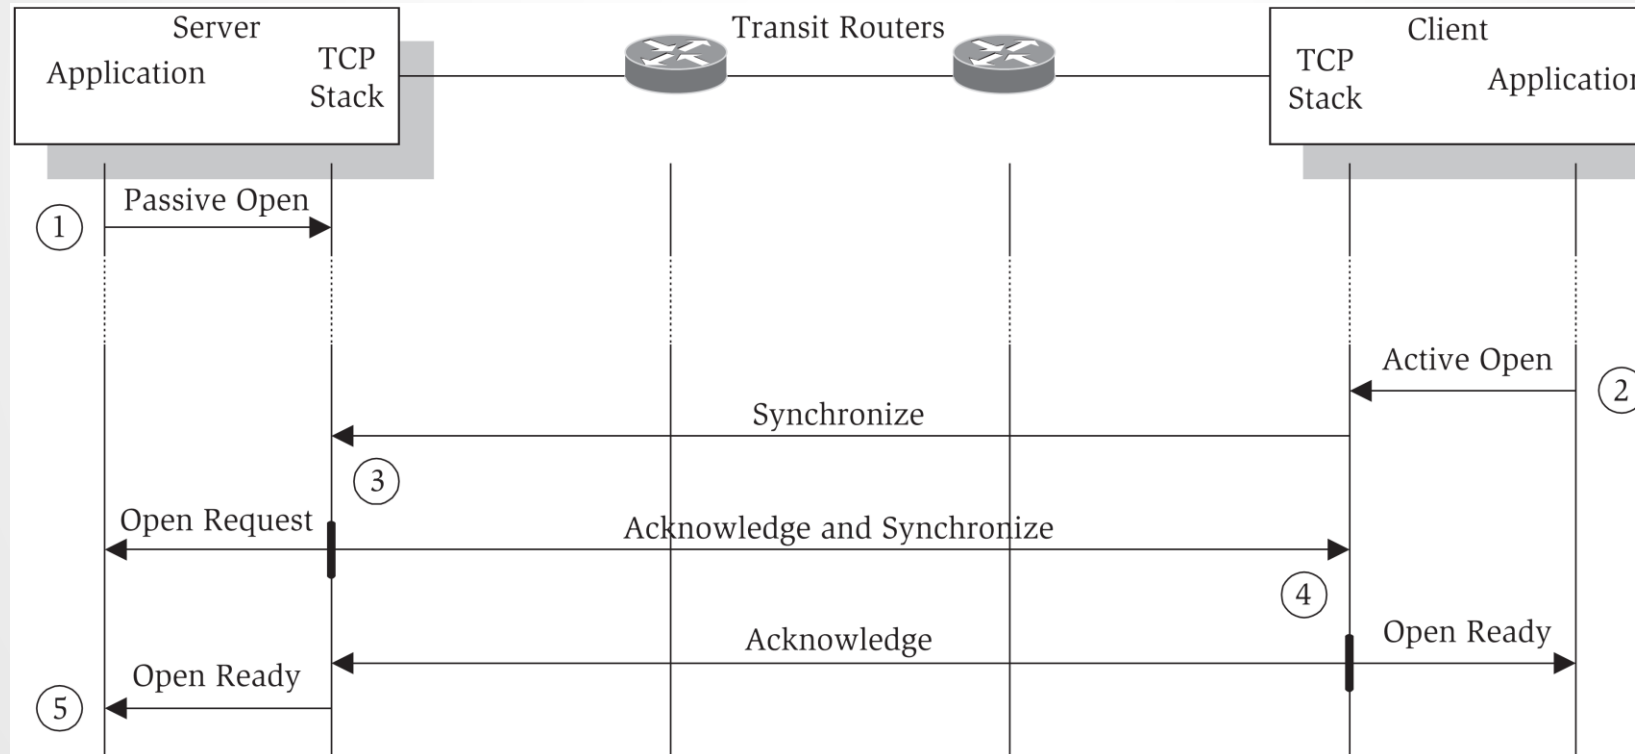 Server
Application
TCP
Stack
Transit Routers
Client
TCP
Stack
Application
Passive Open
1
Active Open
2
Synchronize
3
Open Request
Acknowledge and Synchronize
4
Acknowledge
Open Ready
Open Ready
5